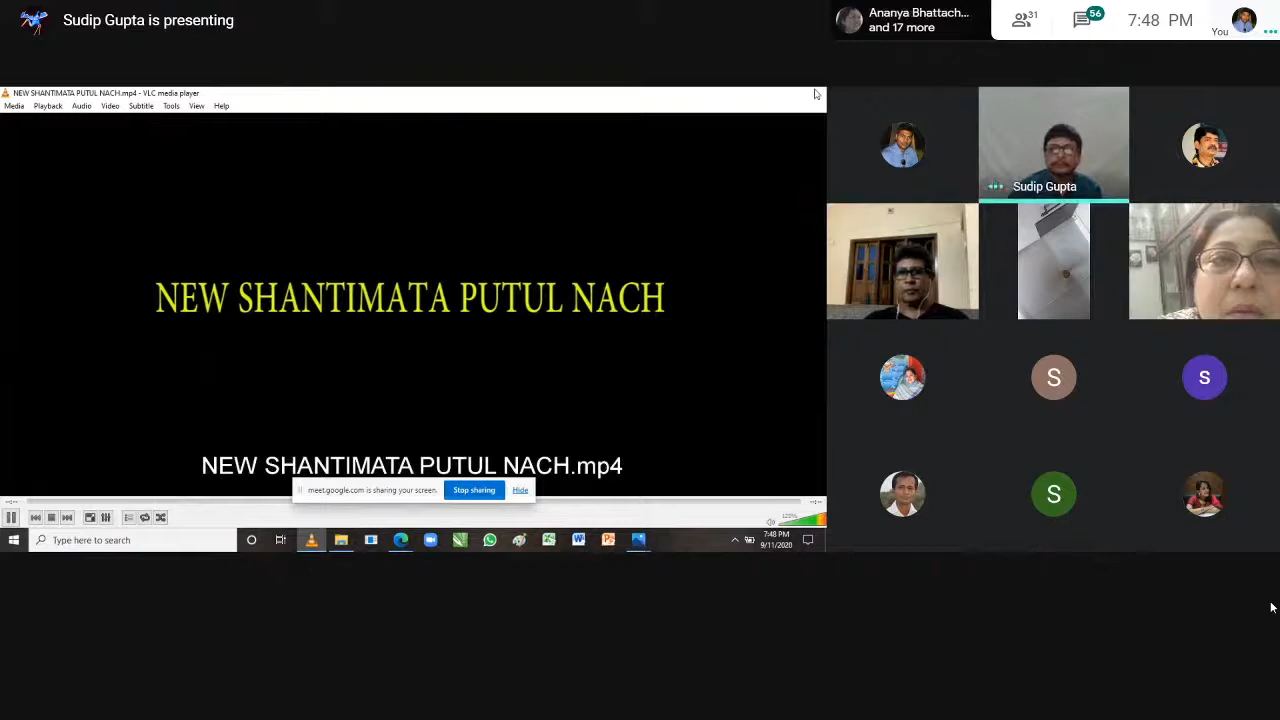 Sudip Gupta is presenting
Ananya Bhattach...
and 17 more
31
56
7:48 PM
You
NEW SHANTIMATA PUTUL NACH.mp4 - VLC media player
Media Playback Audio Video Subtitle Tools View Help
NEW SHANTIMATA PUTUL NACH
NEW SHANTIMATA PUTUL NACH.mp4
meet.google.com is sharing your screen.
Stop sharing
Hide
--:--
--:--
125%
Type here to search
7:48 PM
9/11/2020
Sudip Gupta
S
s
S